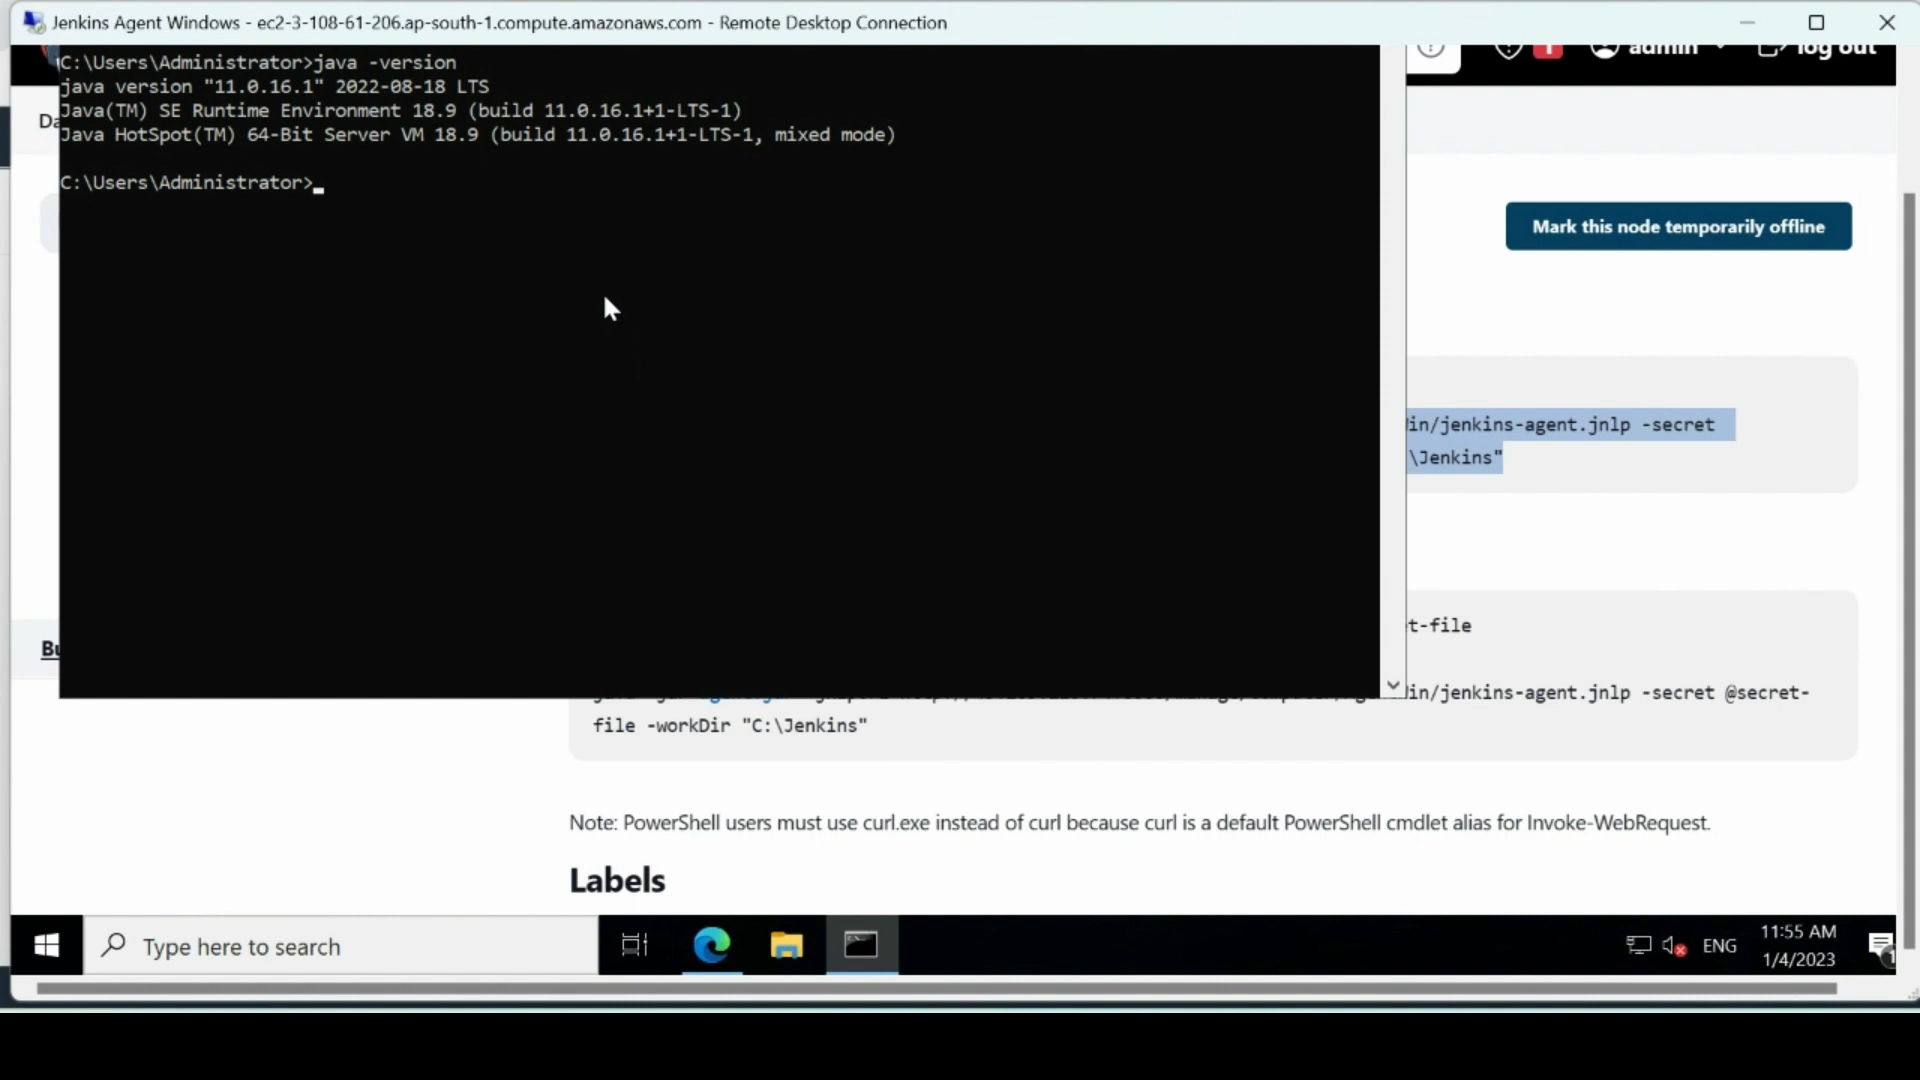 Jenkins Agent Windows - ec2-3-108-61-206.ap-south-1.compute.amazonaws.com - Remote Desktop Connection
1 admin log out
C:\Users\Administrator>java -version
java version "11.0.16.1" 2022-08-18 LTS
Java(TM) SE Runtime Environment 18.9 (build 11.0.16.1+1-LTS-1)
Java HotSpot(TM) 64-Bit Server VM 18.9 (build 11.0.16.1+1-LTS-1, mixed mode)
C:\Users\Administrator>
Mark this node temporarily offline
in/jenkins-agent.jnlp -secret
\Jenkins"
t-file
in/jenkins-agent.jnlp -secret @secret-
file -workDir "C:\Jenkins"
Note: PowerShell users must use curl.exe instead of curl because curl is a default PowerShell cmdlet alias for Invoke-WebRequest.
Labels
Type here to search
ENG
11:55 AM
1/4/2023
1